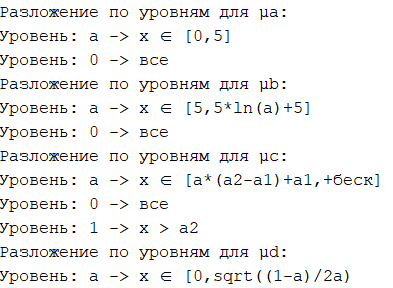 Разложение по уровням для μa:
Уровень: a -> x ∈ [0,5]
Уровень: 0 -> все
Разложение по уровням для μb:
Уровень: a -> x ∈ [5,5*ln(a)+5]
Уровень: 0 -> все
Разложение по уровням для μc:
Уровень: a -> x ∈ [a*(a2-a1)+a1,+беск]
Уровень: 0 -> все
Уровень: 1 -> x > a2
Разложение по уровням для μd:
Уровень: a -> x ∈ [0,sqrt((1-a)/2a)